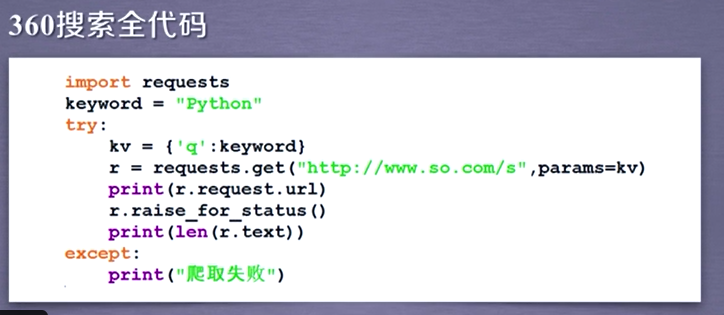 360搜索全代码
import requests
keyword = "Python"
try:
    kv = {'q':keyword}
    r = requests.get("http://www.so.com/s",params=kv)
    print(r.request.url)
    r.raise_for_status()
    print(len(r.text))
except:
    print("爬取失败")